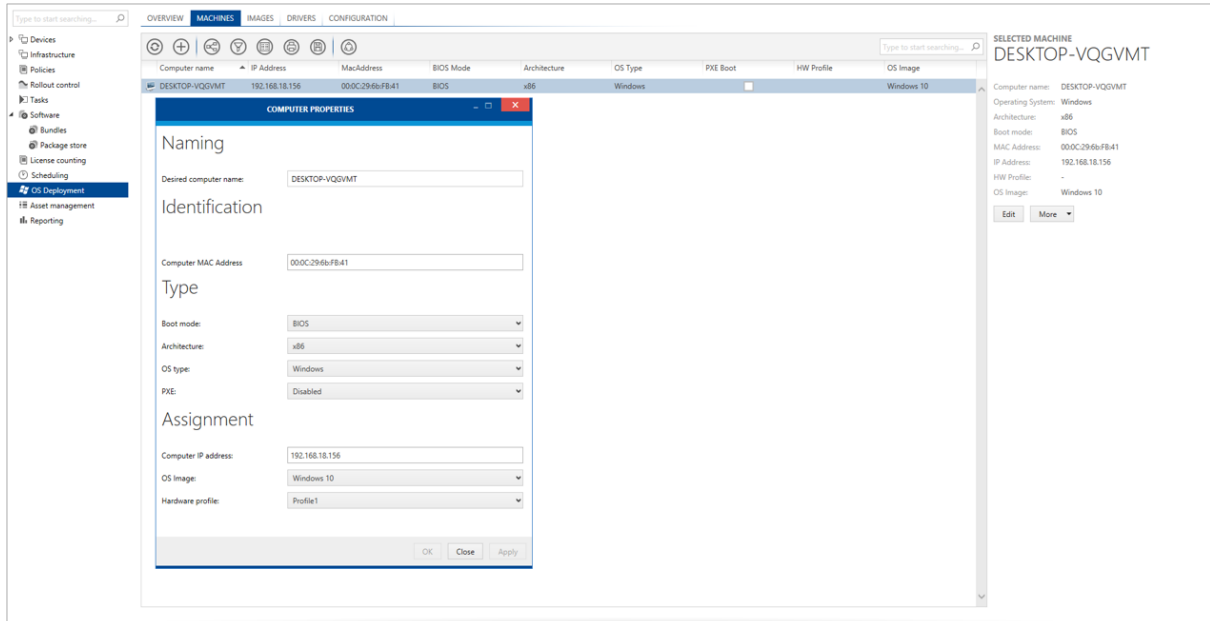 Type to start searching...
OVERVIEW MACHINES IMAGES DRIVERS CONFIGURATION
Devices
Infrastructure
Policies
Rollout control
Tasks
Software
Bundles
Package store
License counting
Scheduling
OS Deployment
Asset management
Reporting
Type to start searching...
Computer name IP Address MacAddress BIOS Mode Architecture OS Type PXE Boot HW Profile OS Image
DESKTOP-VQGVMT 192.168.18.156 00:0C:29:6b:FB:41 BIOS x86 Windows Windows 10
COMPUTER PROPERTIES
Naming
Desired computer name: DESKTOP-VQGVMT
Identification
Computer MAC Address 00:0C:29:6b:FB:41
Type
Boot mode: BIOS
Architecture: x86
OS type: Windows
PXE: Disabled
Assignment
Computer IP address: 192.168.18.156
OS Image: Windows 10
Hardware profile: Profile1
OK Close Apply
SELECTED MACHINE
DESKTOP-VQGVMT
Computer name: DESKTOP-VQGVMT
Operating System: Windows
Architecture: x86
Boot mode: BIOS
MAC Address: 00:0C:29:6b:FB:41
IP Address: 192.168.18.156
HW Profile: -
OS Image: Windows 10
Edit More